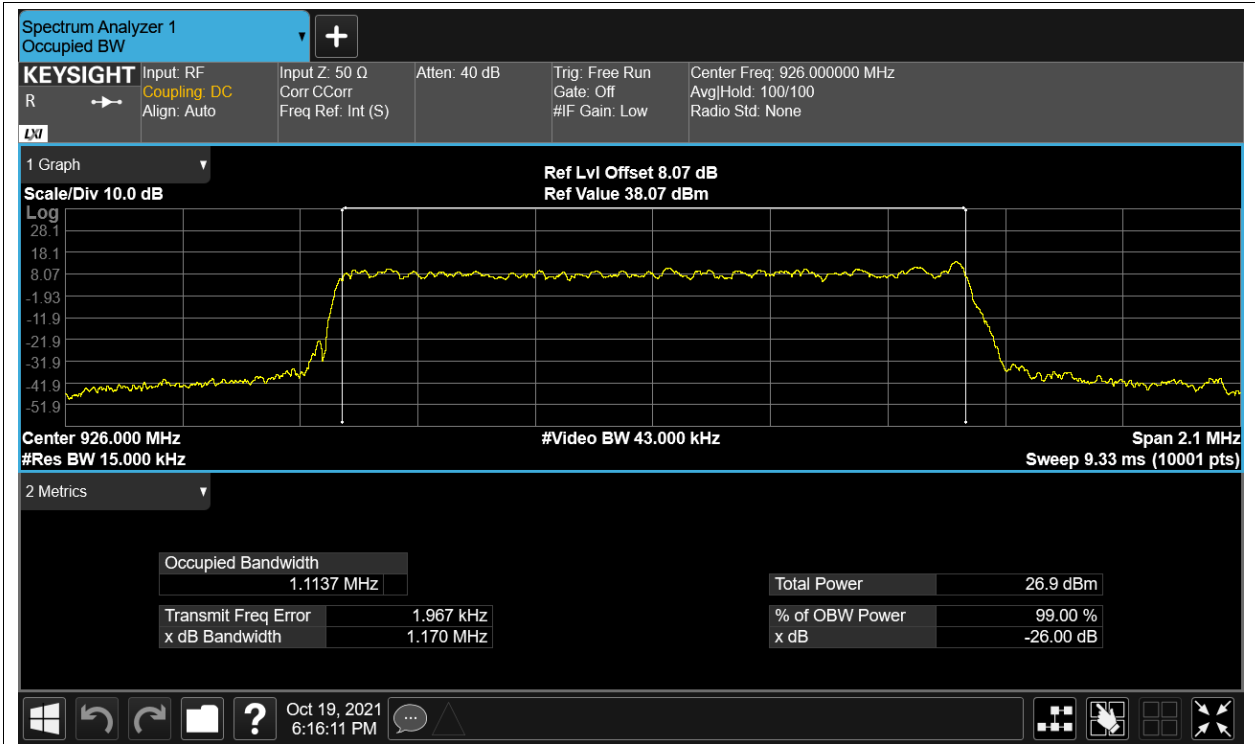 Spectrum Analyzer 1
Occupied BW
KEYSIGHT
R
LXI
Input: RF
Coupling: DC
Align: Auto
Input Z: 50 Ω
Corr CCorr
Freq Ref: Int (S)
Atten: 40 dB
Trig: Free Run
Gate: Off
#IF Gain: Low
Center Freq: 926.000000 MHz
Avg|Hold: 100/100
Radio Std: None
1 Graph
Scale/Div 10.0 dB
Ref Lvl Offset 8.07 dB
Ref Value 38.07 dBm
Log
28.1
18.1
8.07
-1.93
-11.9
-21.9
-31.9
-41.9
-51.9
Center 926.000 MHz
#Video BW 43.000 kHz
Span 2.1 MHz
#Res BW 15.000 kHz
Sweep 9.33 ms (10001 pts)
2 Metrics
Occupied Bandwidth
1.1137 MHz
Transmit Freq Error 1.967 kHz
x dB Bandwidth 1.170 MHz
Total Power 26.9 dBm
% of OBW Power 99.00 %
x dB -26.00 dB
?
Oct 19, 2021
6:16:11 PM